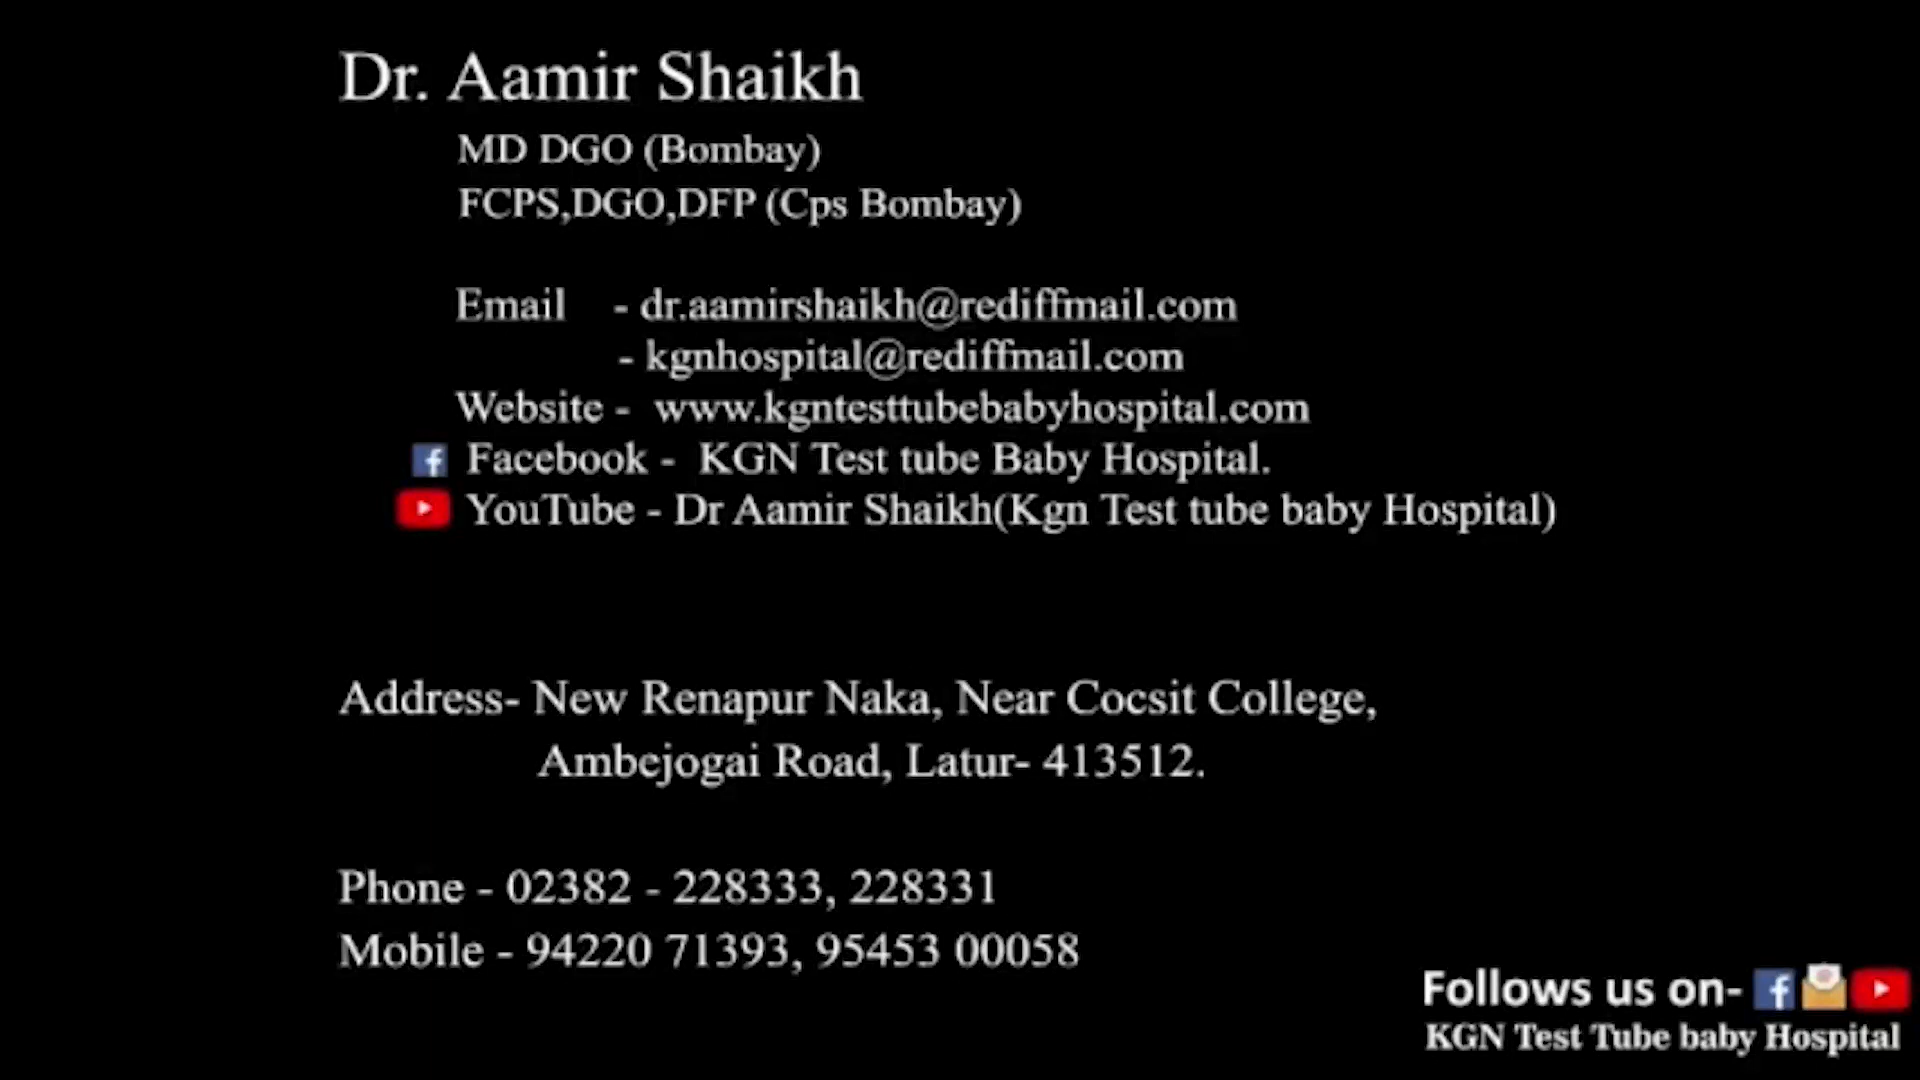 Dr. Aamir Shaikh
MD DGO (Bombay)
FCPS,DGO,DFP (Cps Bombay)
Email - dr.aamirshaikh@rediffmail.com
- kgnhospital@rediffmail.com
Website - www.kgntesttubebabyhospital.com
Facebook - KGN Test tube Baby Hospital.
YouTube - Dr Aamir Shaikh(Kgn Test tube baby Hospital)
Address- New Renapur Naka, Near Cocsit College,
Ambejogai Road, Latur- 413512.
Phone - 02382 - 228333, 228331
Mobile - 94220 71393, 95453 00058
Follows us on-
KGN Test Tube baby Hospital